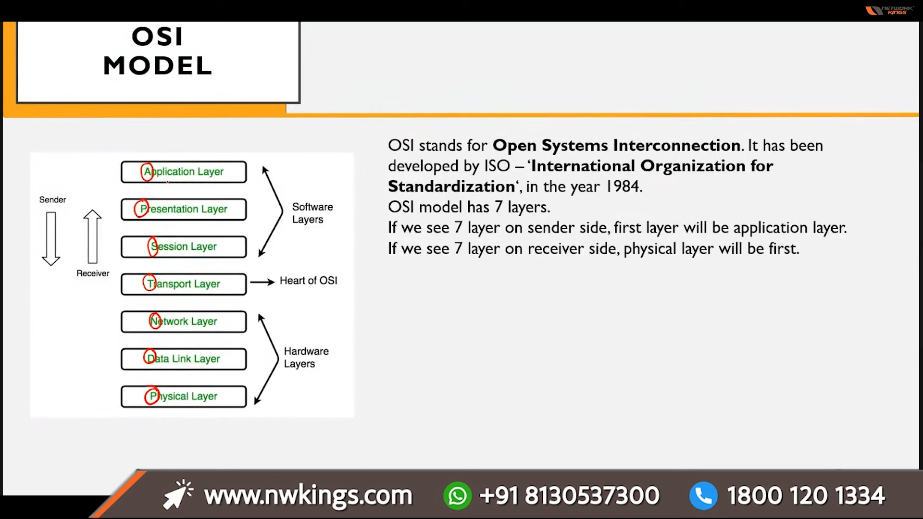 NETWORK
KINGS
OSI
MODEL
OSI stands for Open Systems Interconnection. It has been
developed by ISO – ‘International Organization for
Standardization‘, in the year 1984.
OSI model has 7 layers.
If we see 7 layer on sender side, first layer will be application layer.
If we see 7 layer on receiver side, physical layer will be first.
Sender
Receiver
Application Layer
Presentation Layer
Session Layer
Transport Layer
Network Layer
Data Link Layer
Physical Layer
Software
Layers
Heart of OSI
Hardware
Layers
www.nwkings.com
+91 8130537300
1800 120 1334